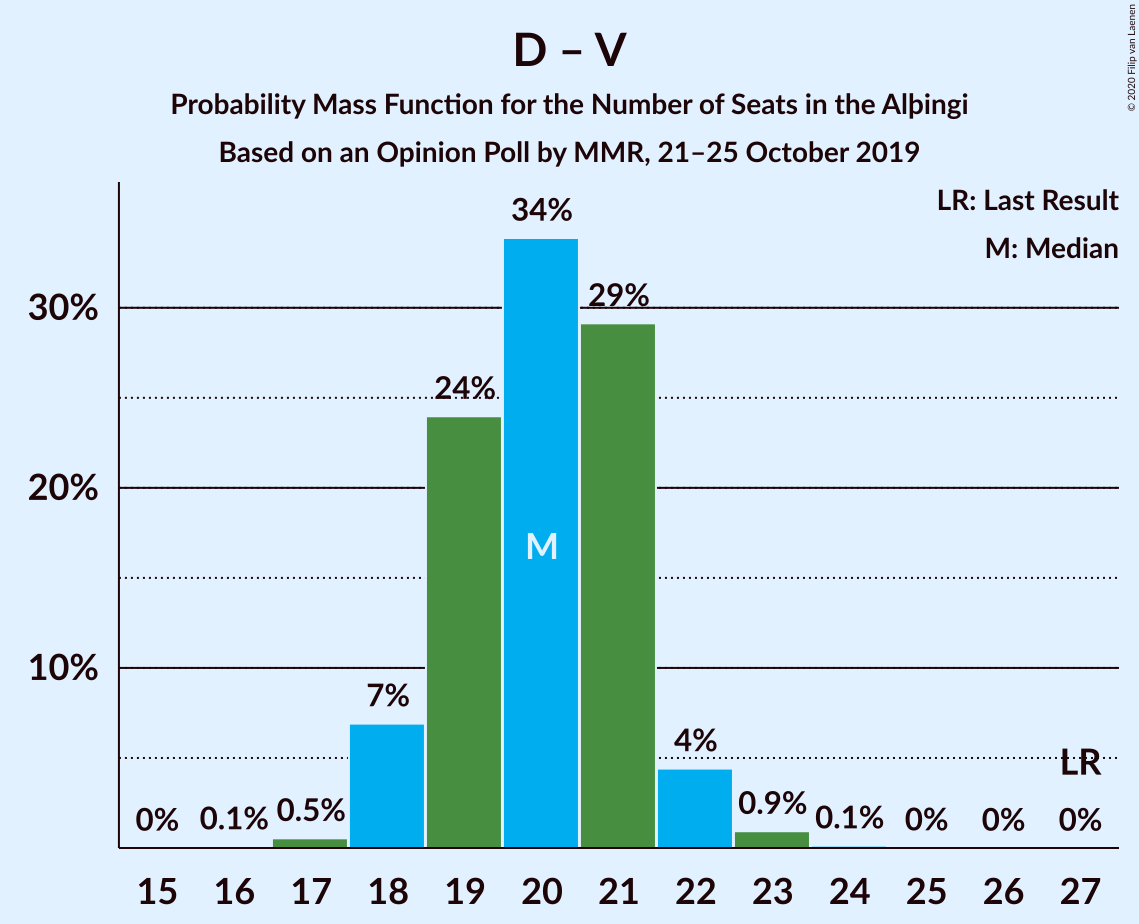 D – V
Probability Mass Function for the Number of Seats in the Alþingi
Based on an Opinion Poll by MMR, 21–25 October 2019
© 2020 Filip van Laenen
LR: Last Result
M: Median
30%
20%
10%
0%
0.1%
0.5%
7%
24%
34%
29%
4%
0.9%
0.1%
0%
0%
0%
M
LR
15 16 17 18 19 20 21 22 23 24 25 26 27